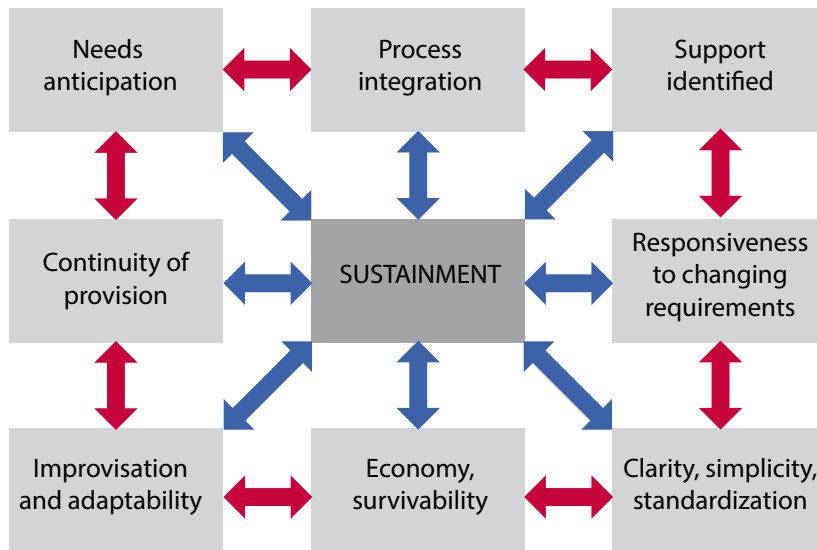 Needs
anticipation
Process
integration
Support
identified
Continuity of
provision
SUSTAINMENT
Responsiveness
to changing
requirements
Improvisation
and adaptability
Economy,
survivability
Clarity, simplicity,
standardization